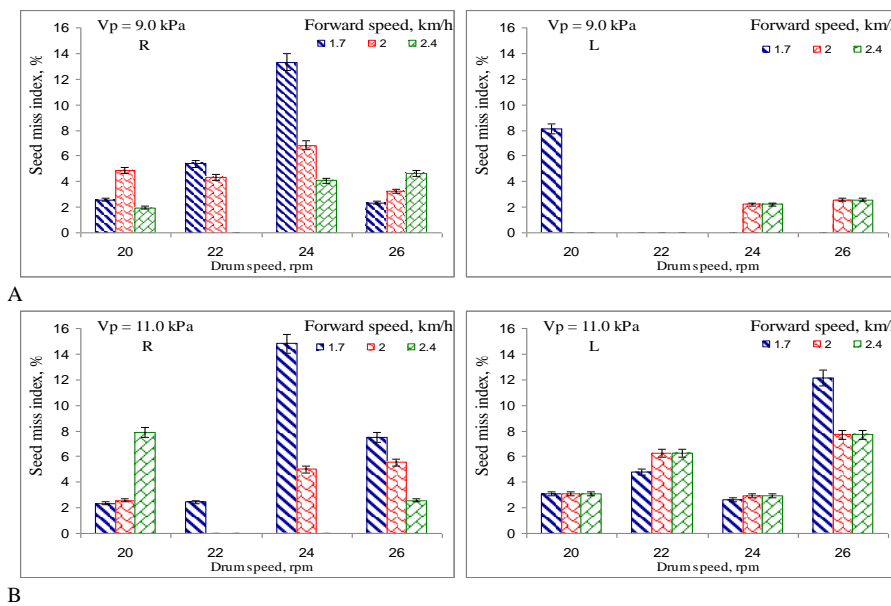 Vp = 9.0 kPa
R
Forward speed, km/h
1.7 2 2.4
Seed miss index, %
16
14
12
10
8
6
4
2
0
20 22 24 26
Drum speed, rpm
Vp = 9.0 kPa
L
Forward speed, km/
1.7 2 2.4
Seed miss index, %
16
14
12
10
8
6
4
2
0
20 22 24 26
Drum speed, rpm
A
Vp = 11.0 kPa
R
Forward speed, km/h
1.7 2 2.4
Seed miss index, %
16
14
12
10
8
6
4
2
0
20 22 24 26
Drum speed, rpm
Vp = 11.0 kPa
L
Forward speed, km/
1.7 2 2.4
Seed miss index, %
16
14
12
10
8
6
4
2
0
20 22 24 26
Drum speed, rpm
B